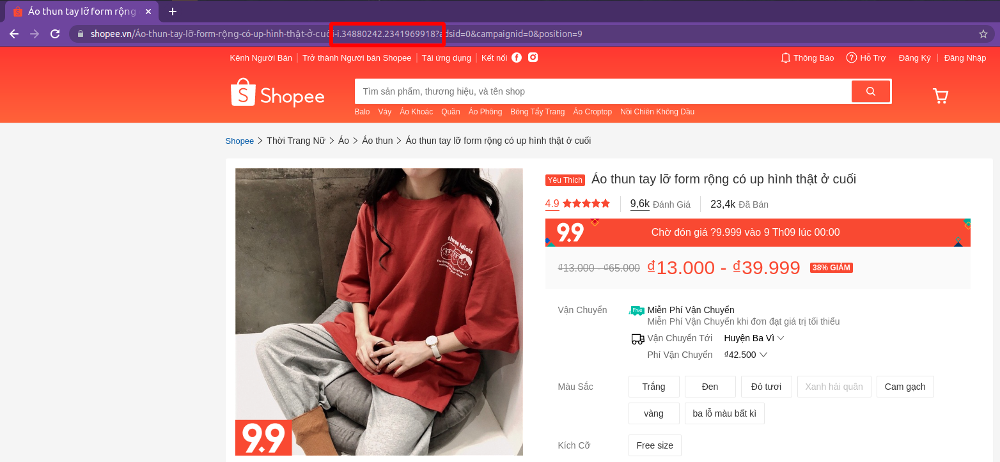 Áo thun tay lỡ form rộng
shopee.vn/Áo-thun-tay-lỡ-form-rộng-có-up-hình-thật-ở-cuối-i.34880242.2341969918?adsid=0&campaignid=0&position=9
Kênh Người Bán Trở thành Người bán Shopee Tải ứng dụng Kết nối Thông Báo Hỗ Trợ Đăng Ký Đăng Nhập
Shopee
Tìm sản phẩm, thương hiệu, và tên shop
Balo Váy Áo Khoác Quần Áo Phông Bông Tẩy Trang Áo Croptop Nồi Chiên Không Dầu
Shopee > Thời Trang Nữ > Áo > Áo thun > Áo thun tay lỡ form rộng có up hình thật ở cuối
Yêu Thích Áo thun tay lỡ form rộng có up hình thật ở cuối
4.9 9,6k Đánh Giá 23,4k Đã Bán
9.9 Chờ đón giá ?9.999 vào 9 Th09 lúc 00:00
₫13.000 - ₫65.000 ₫13.000 - ₫39.999 38% GIẢM
Vận Chuyển Free Miễn Phí Vận Chuyển
Miễn Phí Vận Chuyển khi đơn đạt giá trị tối thiểu
Vận Chuyển Tới Huyện Ba Vì
Phí Vận Chuyển ₫42.500
Màu Sắc Trắng Đen Đỏ tươi Xanh hải quân Cam gạch
vàng ba lỗ màu bất kì
Kích Cỡ Free size
three idiots
9.9